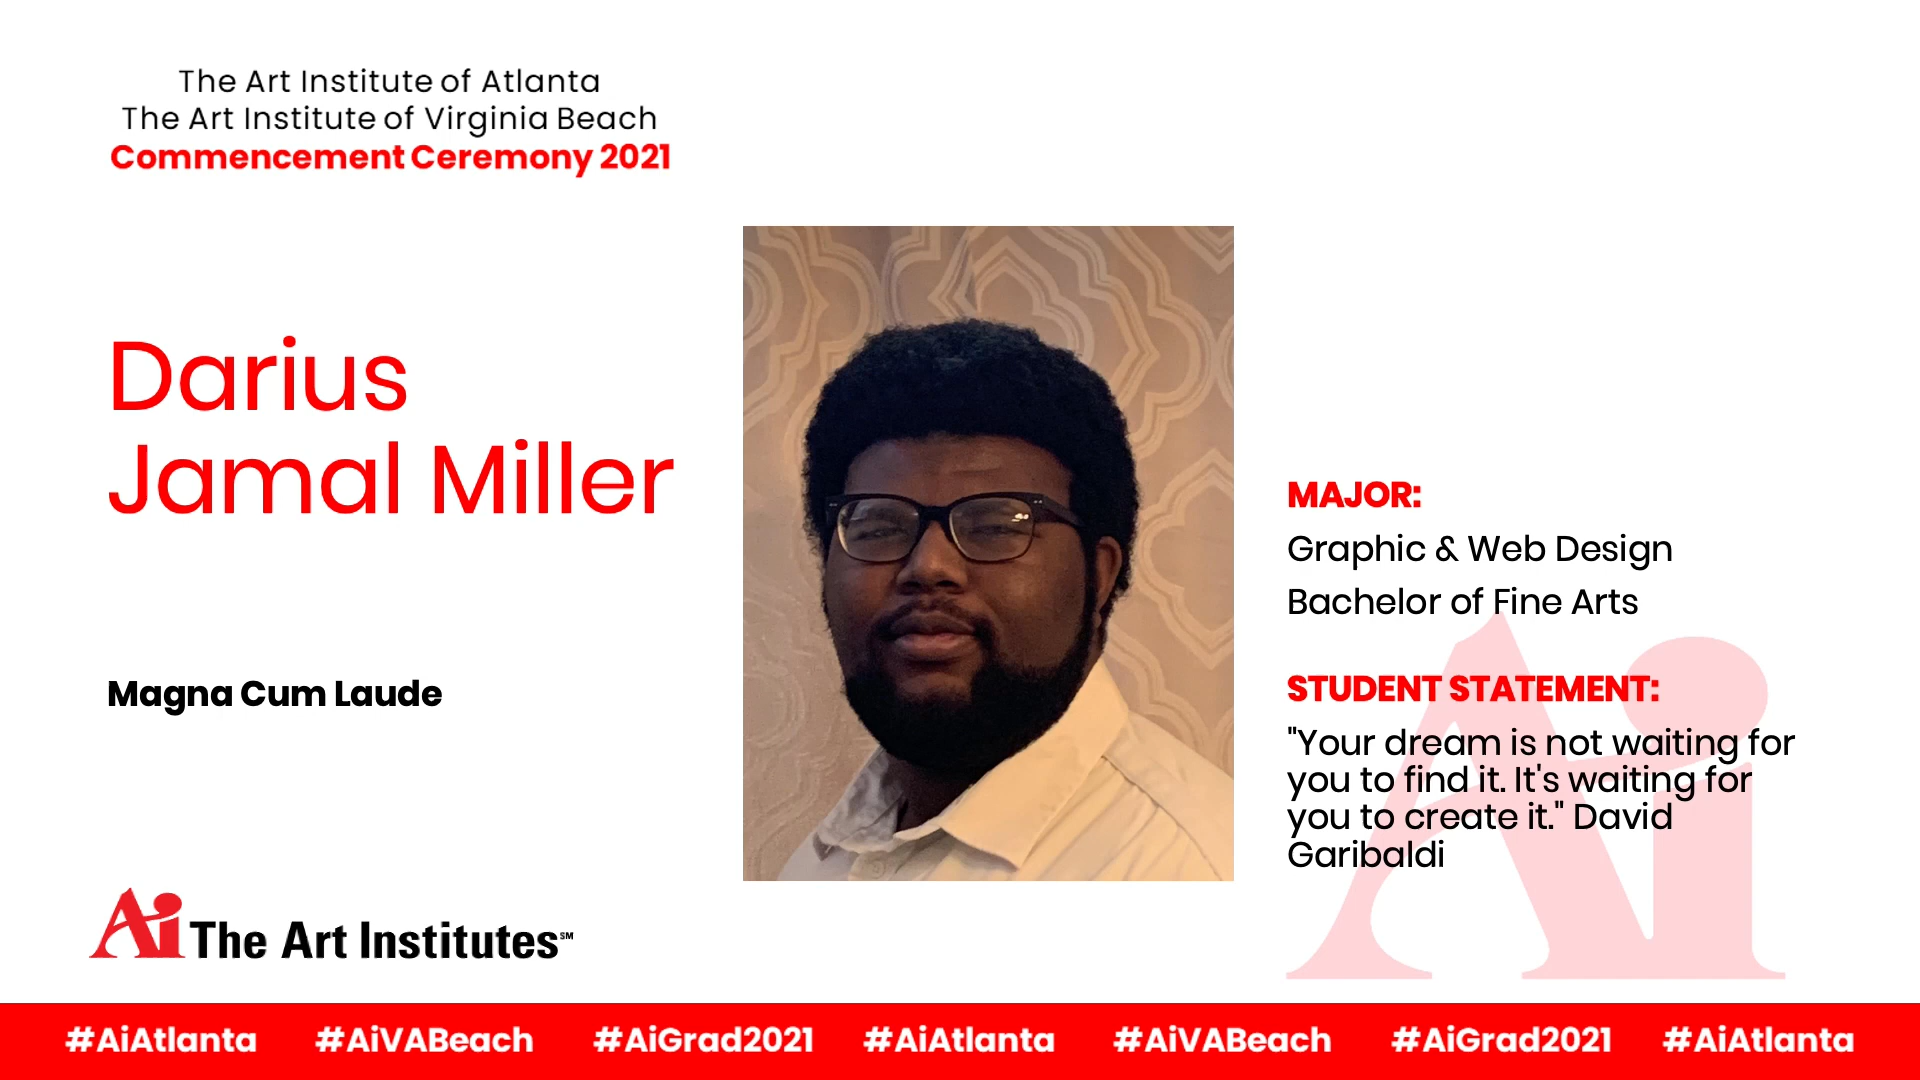 The Art Institute of Atlanta
The Art Institute of Virginia Beach
Commencement Ceremony 2021
Darius
Jamal Miller
Magna Cum Laude
MAJOR:
Graphic & Web Design
Bachelor of Fine Arts
STUDENT STATEMENT:
"Your dream is not waiting for
you to find it. It's waiting for
you to create it." David
Garibaldi
Ai
Ai The Art Institutes℠
#AiAtlanta #AiVABeach #AiGrad2021 #AiAtlanta #AiVABeach #AiGrad2021 #AiAtlanta